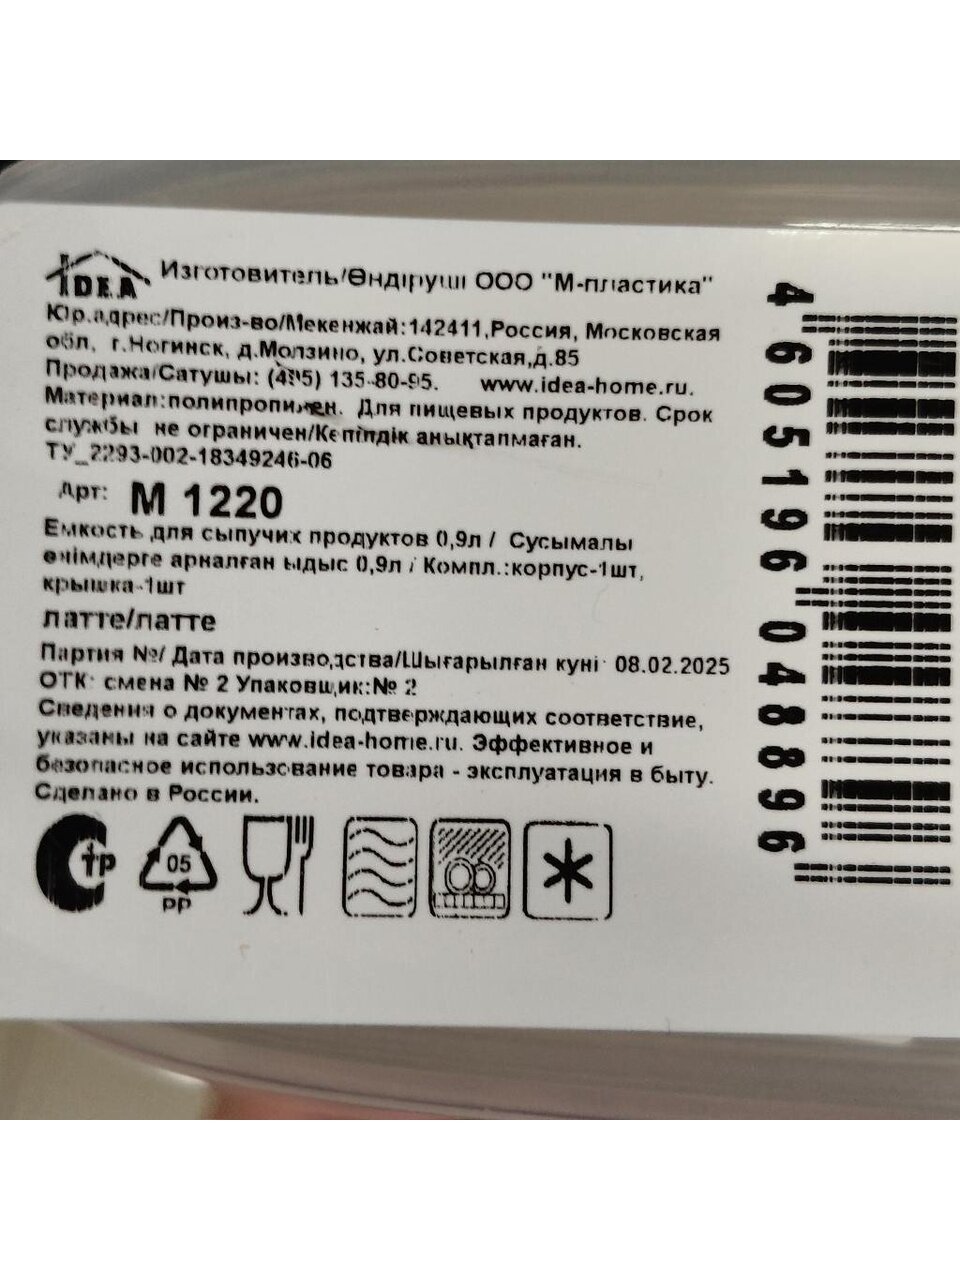 IDEA Изготовитель/Өндіруші ООО "М-пластика"
Юр.адрес/Произ-во/Мекенжай:142411,Россия, Московская
обл, г.Ногинск, д.Молзино, ул.Советская,д.85
Продажа/Сатушы: (495) 135-80-95. www.idea-home.ru.
Материал:полипропилен. Для пищевых продуктов. Срок
службы не ограничен/Кепілдік анықталмаған.
ТУ_2293-002-18349246-06
Арт: М 1220
Емкость для сыпучих продуктов 0,9л / Сусымалы
өнімдерге арналған ыдыс 0,9л / Компл.:корпус-1шт,
крышка-1шт
латте/латте
Партия №/ Дата производства/Шығарылған күні: 08.02.2025
ОТК: смена № 2 Упаковщик:№ 2
Сведения о документах, подтверждающих соответствие,
указаны на сайте www.idea-home.ru. Эффективное и
безопасное использование товара - эксплуатация в быту.
Сделано в России.
стр 05
PP
4605196048896